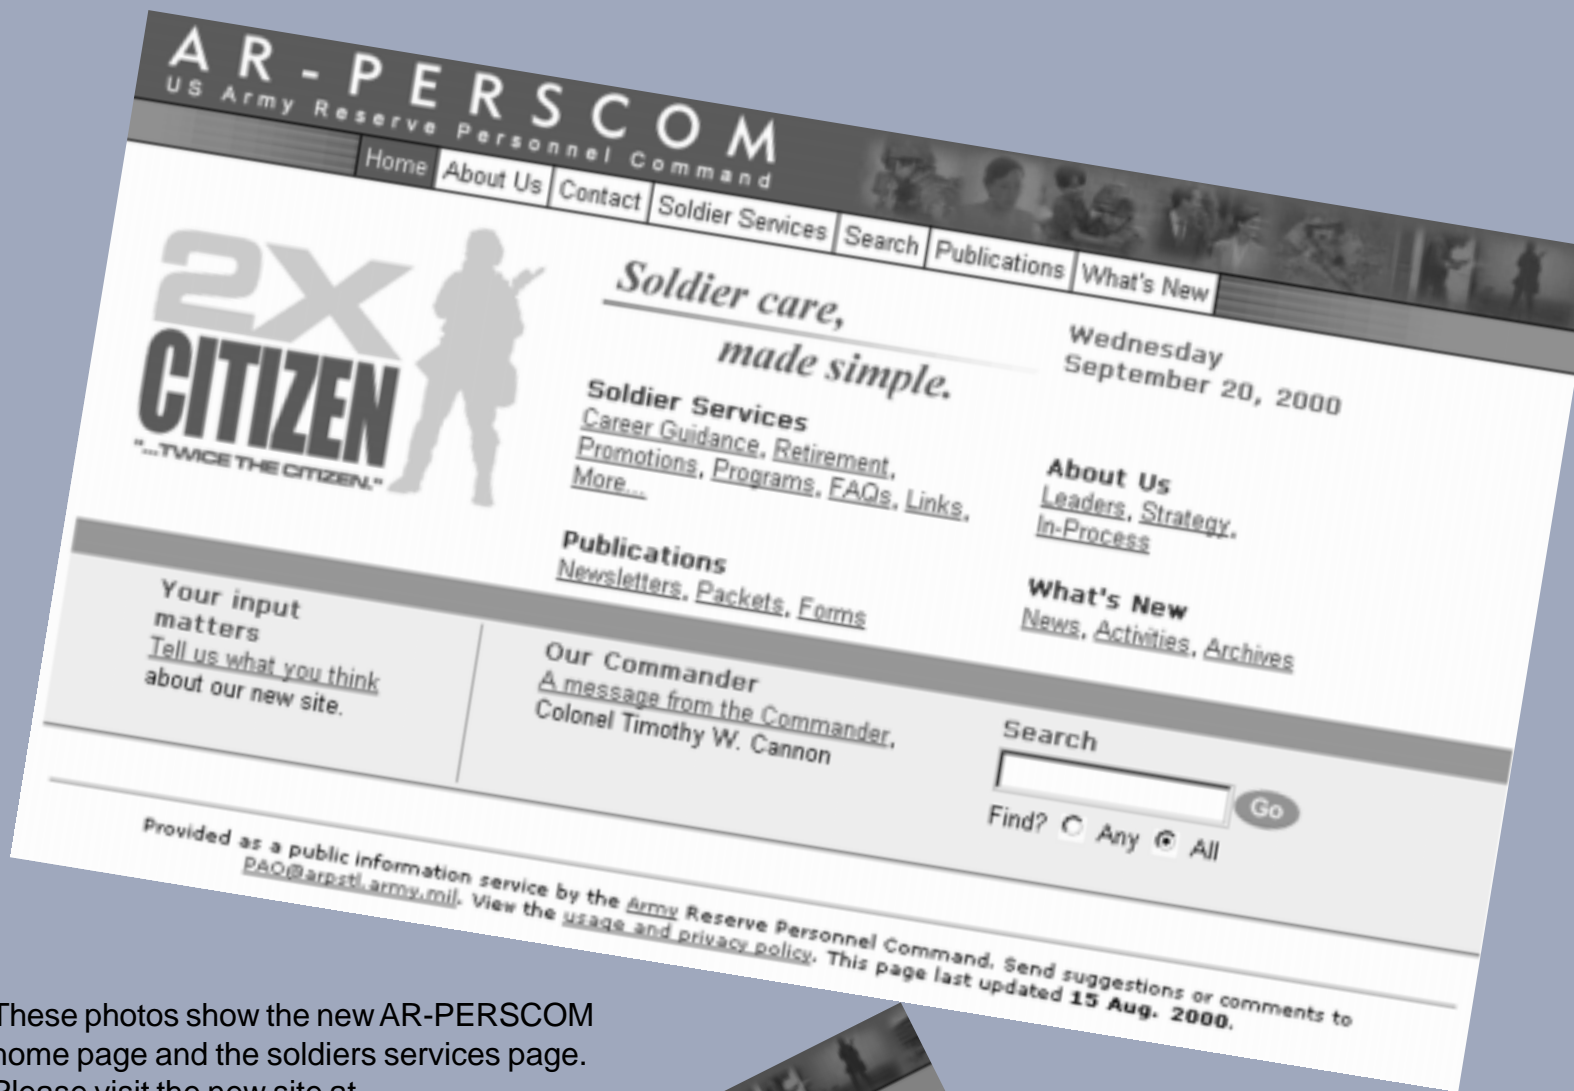 AR-PERSCOM
US Army Reserve Personnel Command
Home About Us Contact Soldier Services Search Publications What's New
2X
CITIZEN
"...TWICE THE CITIZEN."
Soldier care,
made simple.
Wednesday
September 20, 2000
Soldier Services
Career Guidance, Retirement,
Promotions, Programs, FAQs, Links,
More...
About Us
Leaders, Strategy,
In-Process
Publications
Newsletters, Packets, Forms
What's New
News, Activities, Archives
Your input
matters
Tell us what you think
about our new site.
Our Commander
A message from the Commander,
Colonel Timothy W. Cannon
Search
Go
Find? Any All
Provided as a public information service by the Army Reserve Personnel Command. Send suggestions or comments to
PAO@arpstl.army.mil. View the usage and privacy policy. This page last updated 15 Aug. 2000.
These photos show the new AR-PERSCOM
home page and the soldiers services page.
Please visit the new site at